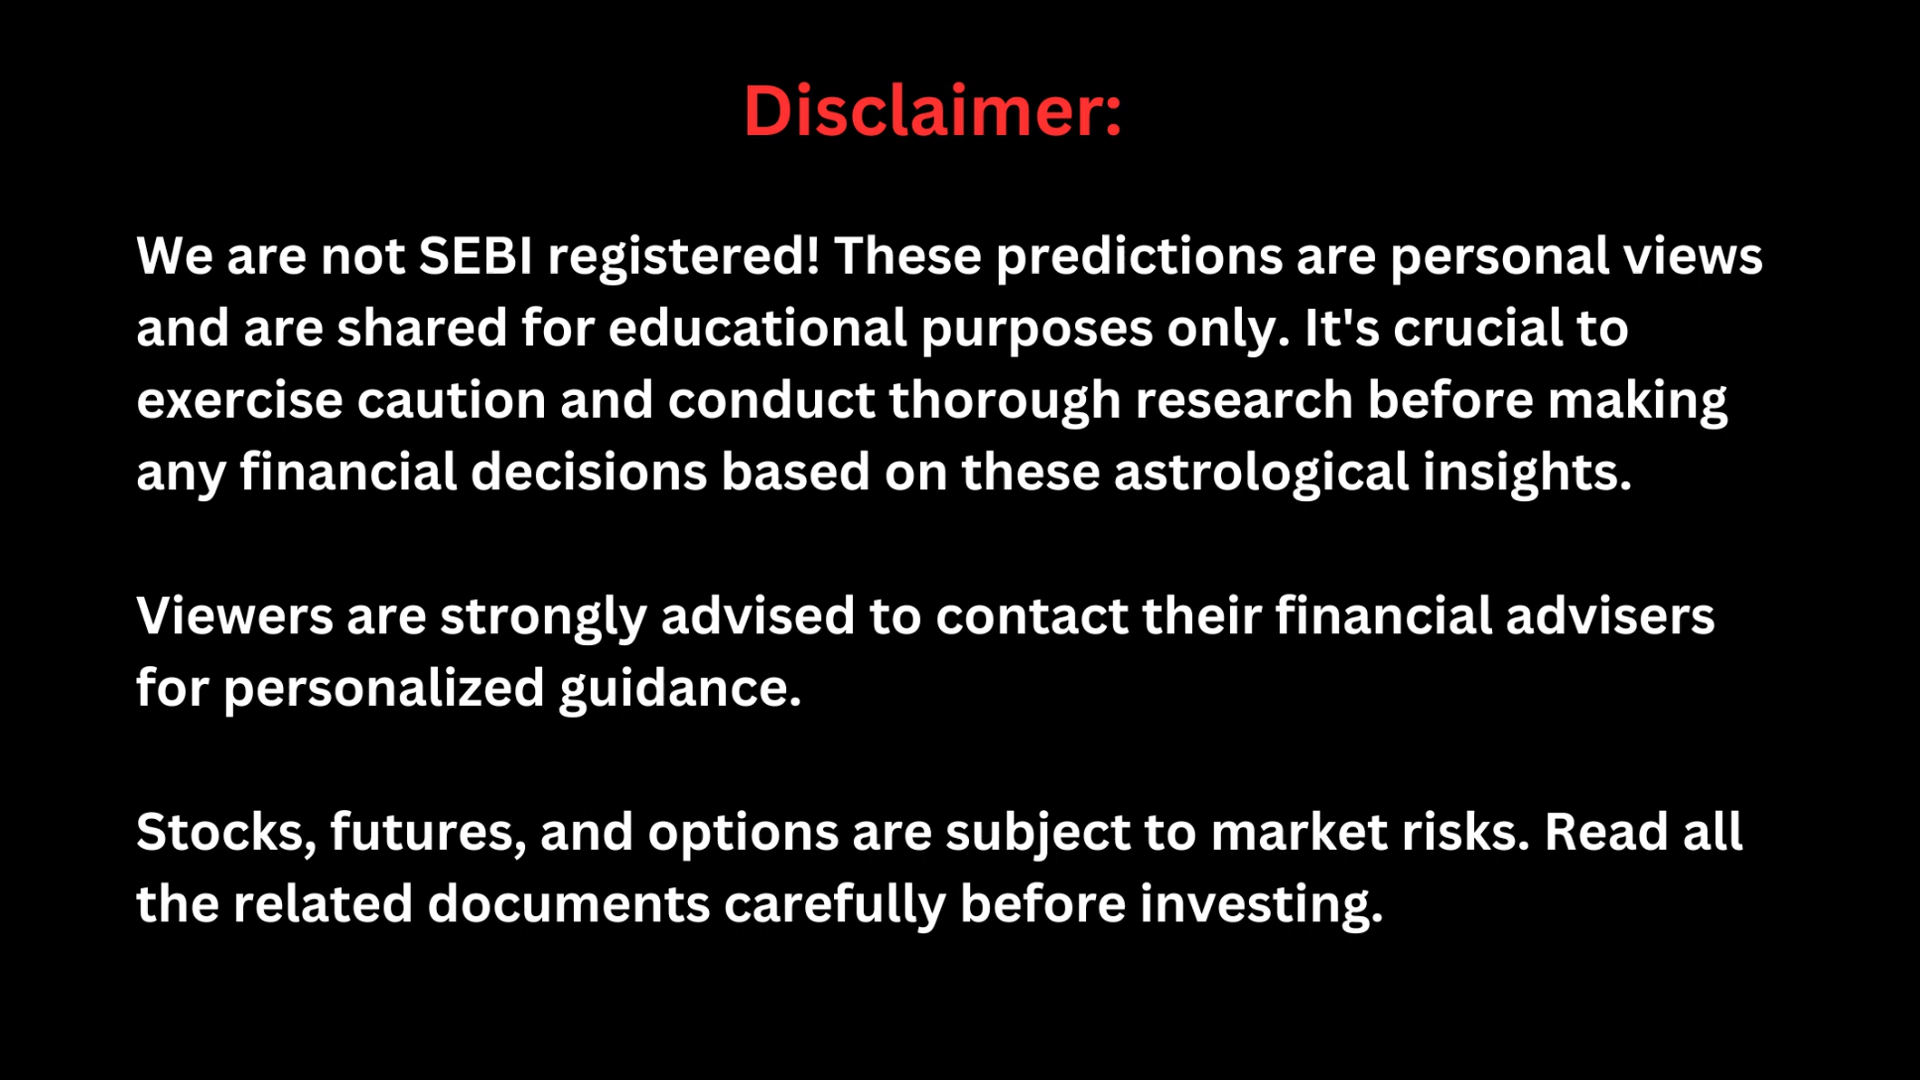 Disclaimer:
We are not SEBI registered! These predictions are personal views
and are shared for educational purposes only. It's crucial to
exercise caution and conduct thorough research before making
any financial decisions based on these astrological insights.
Viewers are strongly advised to contact their financial advisers
for personalized guidance.
Stocks, futures, and options are subject to market risks. Read all
the related documents carefully before investing.